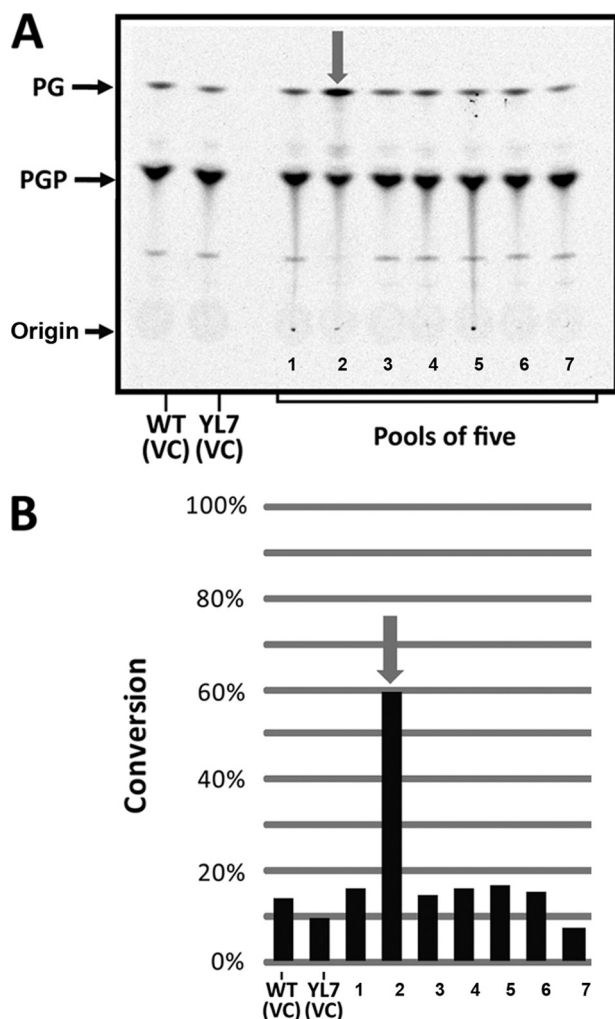 A
PG
PGP
Origin
1 2 3 4 5 6 7
WT YL7
(VC) (VC)
Pools of five
B
100%
80%
60%
40%
20%
0%
Conversion
WT YL7 1 2 3 4 5 6 7
(VC) (VC)